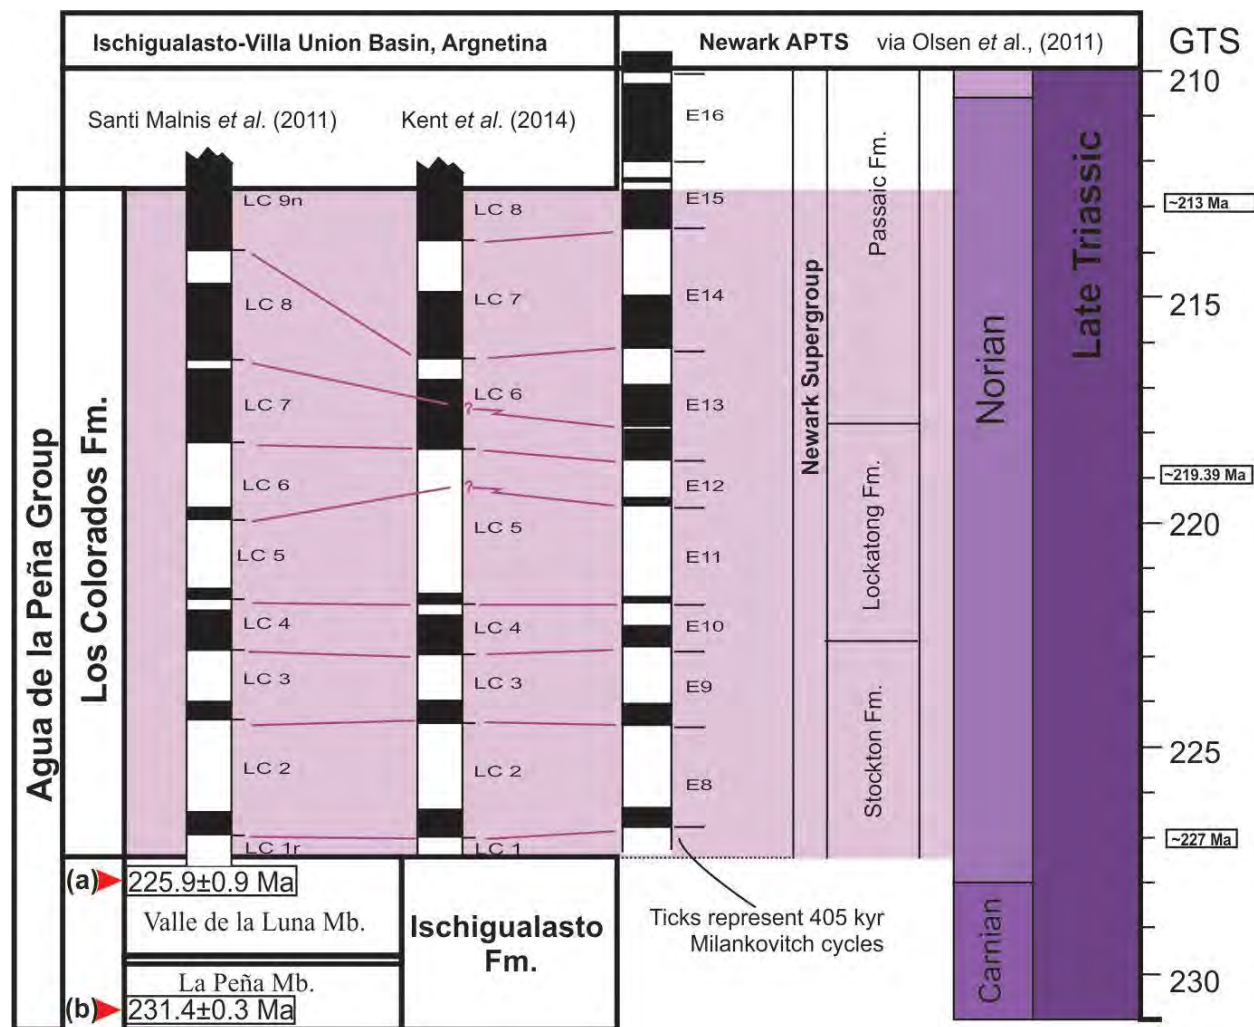 Ischigualasto-Villa Union Basin, Argnetina
Newark APTS via Olsen et al., (2011)
GTS
Santi Malnis et al. (2011)
Kent et al. (2014)
Agua de la Peña Group
Los Colorados Fm.
LC 9n
LC 8
LC 7
LC 6
LC 5
LC 4
LC 3
LC 2
LC 1r
LC 8
LC 7
LC 6
?
?
LC 5
LC 4
LC 3
LC 2
LC 1
E16
E15
E14
E13
E12
E11
E10
E9
E8
Newark Supergroup
Passaic Fm.
Lockatong Fm.
Stockton Fm.
Norian
Carnian
Late Triassic
210
~213 Ma
215
~219.39 Ma
220
225
~227 Ma
230
(a)
225.9±0.9 Ma
Valle de la Luna Mb.
La Peña Mb.
(b)
231.4±0.3 Ma
Ischigualasto
Fm.
Ticks represent 405 kyr
Milankovitch cycles